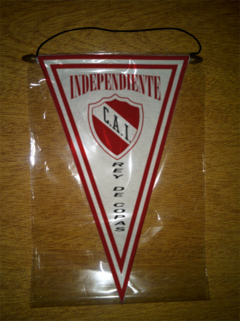 INDEPENDIENTE
C.A.I.
REY DE COPAS